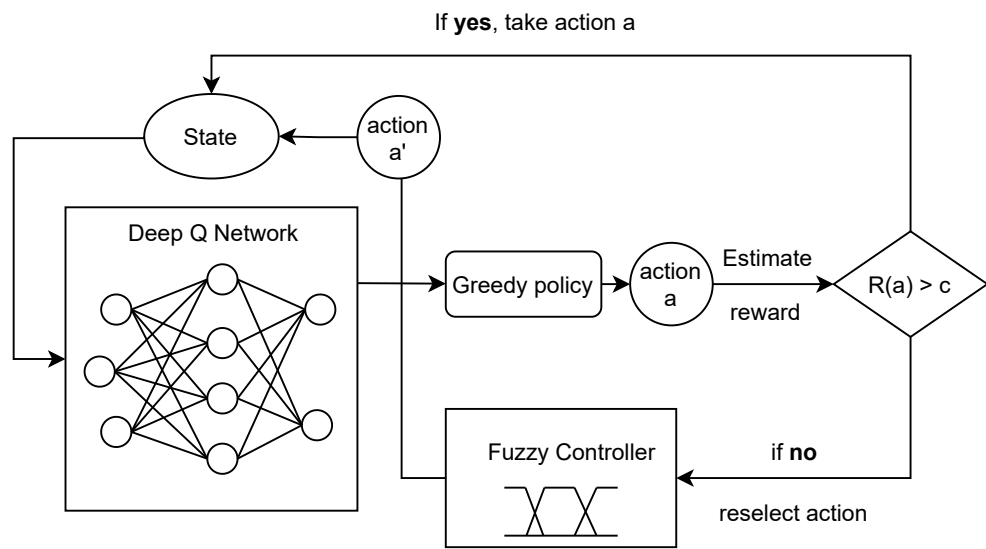 If yes, take action a
State
action
a'
Deep Q Network
Greedy policy
action
a
Estimate
reward
R(a) > c
Fuzzy Controller
if no
reselect action